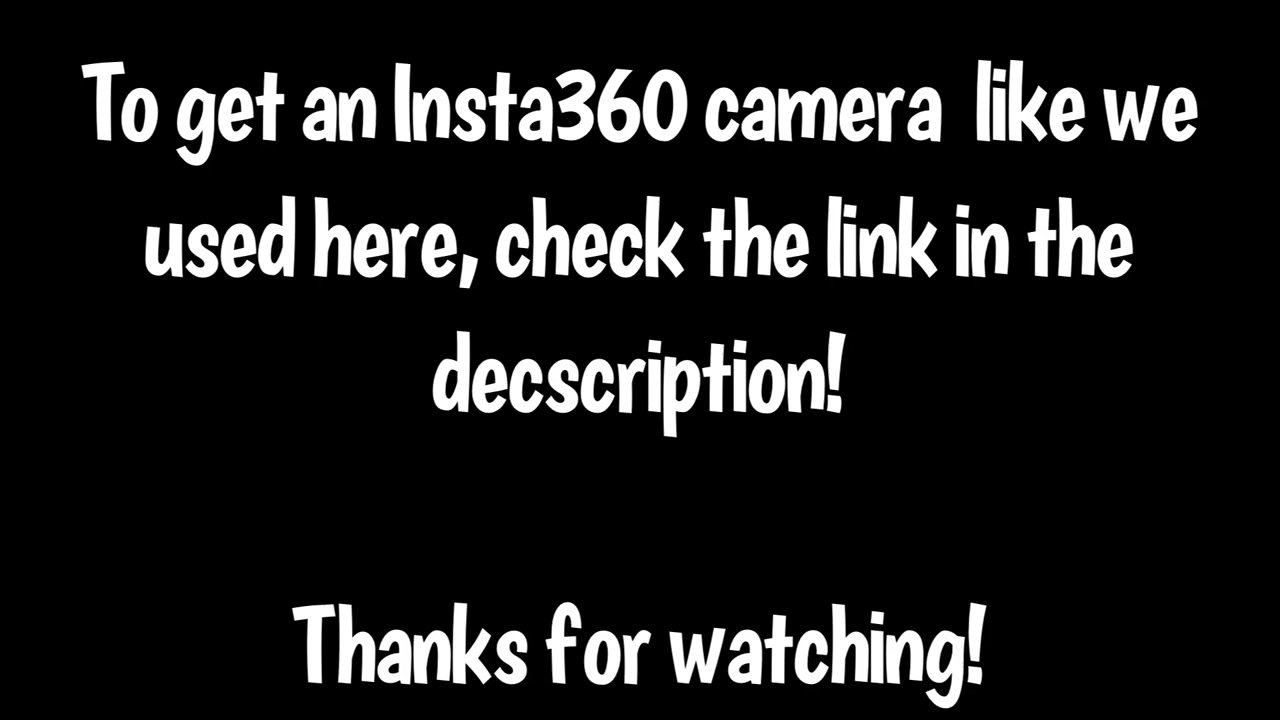 To get an Insta360 camera  like we
used here, check the link in the
decscription!
Thanks for watching!